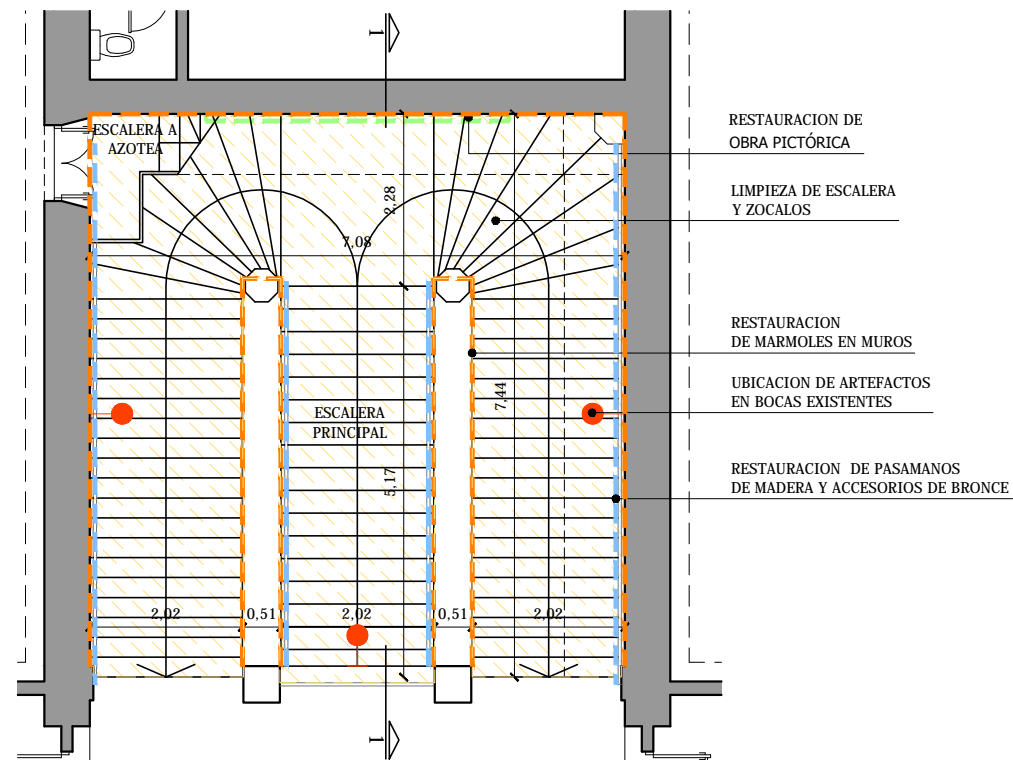 1
ESCALERA A
AZOTEA
RESTAURACION DE
OBRA PICTÓRICA
LIMPIEZA DE ESCALERA
Y ZOCALOS
2,28
7,08
RESTAURACION
DE MARMOLES EN MUROS
UBICACION DE ARTEFACTOS
EN BOCAS EXISTENTES
7,44
ESCALERA
PRINCIPAL
5,17
RESTAURACION DE PASAMANOS
DE MADERA Y ACCESORIOS DE BRONCE
2,02
0,51
2,02
0,51
2,02
1